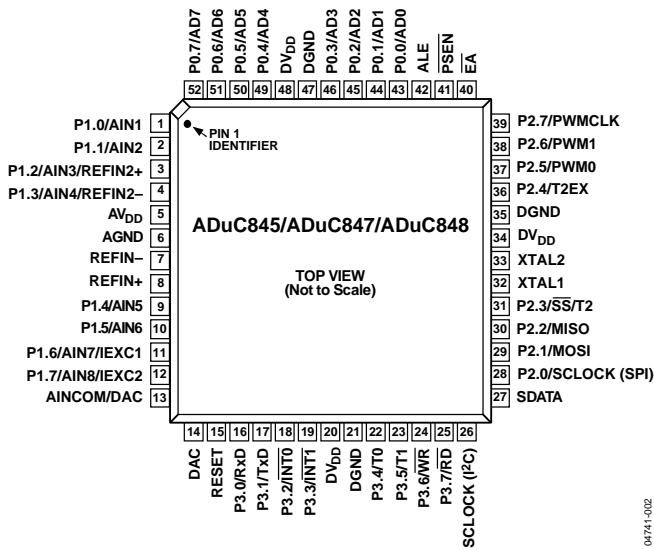 P0.7/AD7
P0.6/AD6
P0.5/AD5
P0.4/AD4
DVDD
DGND
P0.3/AD3
P0.2/AD2
P0.1/AD1
P0.0/AD0
ALE
PSEN
EA
52 51 50 49 48 47 46 45 44 43 42 41 40
P1.0/AIN1 1
P1.1/AIN2 2
P1.2/AIN3/REFIN2+ 3
P1.3/AIN4/REFIN2– 4
AVDD 5
AGND 6
REFIN– 7
REFIN+ 8
P1.4/AIN5 9
P1.5/AIN6 10
P1.6/AIN7/IEXC1 11
P1.7/AIN8/IEXC2 12
AINCOM/DAC 13
PIN 1
IDENTIFIER
ADuC845/ADuC847/ADuC848
TOP VIEW
(Not to Scale)
39 P2.7/PWMCLK
38 P2.6/PWM1
37 P2.5/PWM0
36 P2.4/T2EX
35 DGND
34 DVDD
33 XTAL2
32 XTAL1
31 P2.3/SS/T2
30 P2.2/MISO
29 P2.1/MOSI
28 P2.0/SCLOCK (SPI)
27 SDATA
14 15 16 17 18 19 20 21 22 23 24 25 26
DAC
RESET
P3.0/RxD
P3.1/TxD
P3.2/INT0
P3.3/INT1
DVDD
DGND
P3.4/T0
P3.5/T1
P3.6/WR
P3.7/RD
SCLOCK (I²C)
04741-002